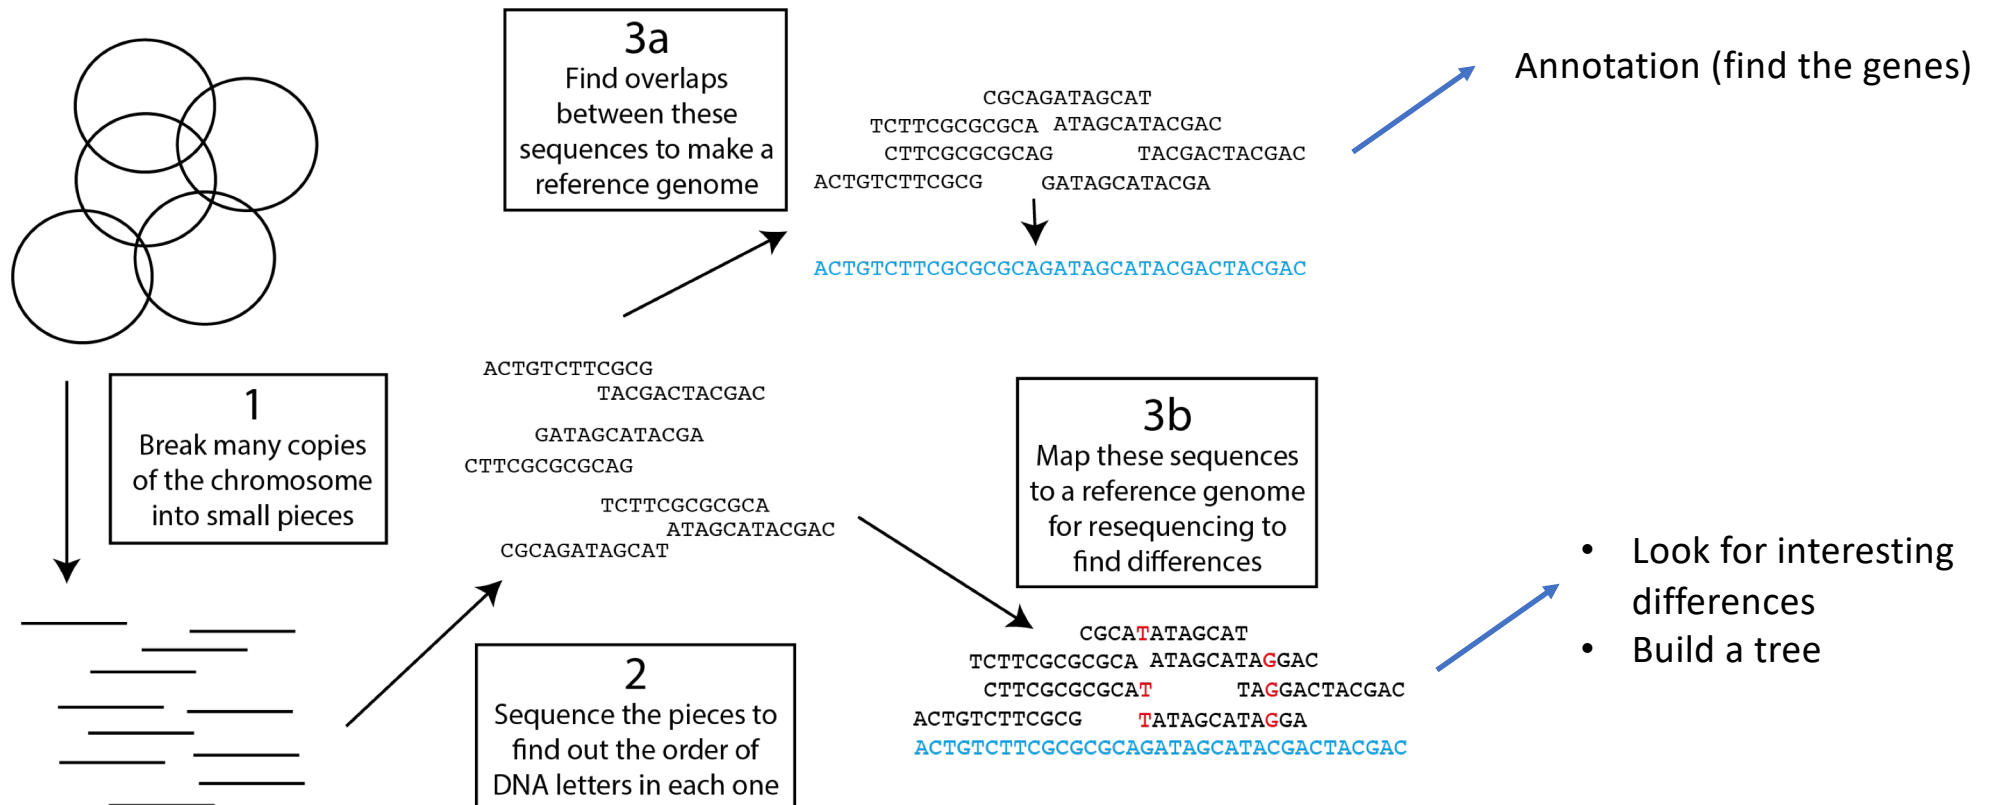 3a
Find overlaps
between these
sequences to make a
reference genome
CGCAGATAGCAT
TCTTCGCGCGCA ATAGCATACGAC
CTTCGCGCGCAG TACGACTACGAC
ACTGTCTTCGCG GATAGCATACGA
ACTGTCTTCGCGCGCAGATAGCATACGACTACGAC
Annotation (find the genes)
1
Break many copies
of the chromosome
into small pieces
ACTGTCTTCGCG
TACGACTACGAC
GATAGCATACGA
CTTCGCGCGCAG
TCTTCGCGCGCA
ATAGCATACGAC
CGCAGATAGCAT
2
Sequence the pieces to
find out the order of
DNA letters in each one
3b
Map these sequences
to a reference genome
for resequencing to
find differences
CGCATATAGCAT
TCTTCGCGCGCA ATAGCATAGGAC
CTTCGCGCGCAT TAGGACTACGAC
ACTGTCTTCGCG TATAGCATAGGA
ACTGTCTTCGCGCGCAGATAGCATACGACTACGAC
• Look for interesting
differences
• Build a tree